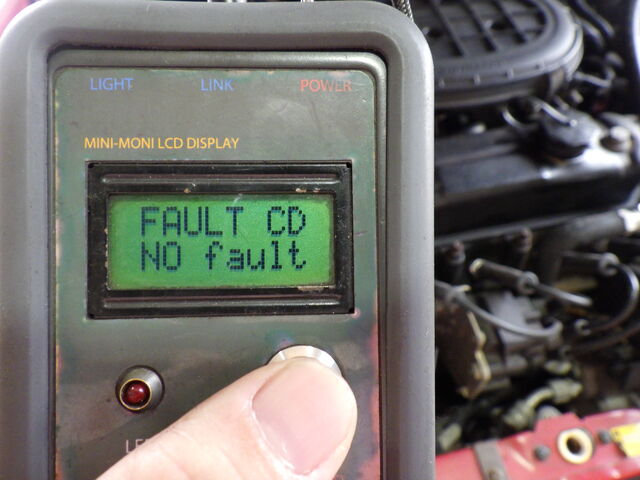 LIGHT LINK POWER
MINI-MONI LCD DISPLAY
FAULT CD
NO fault